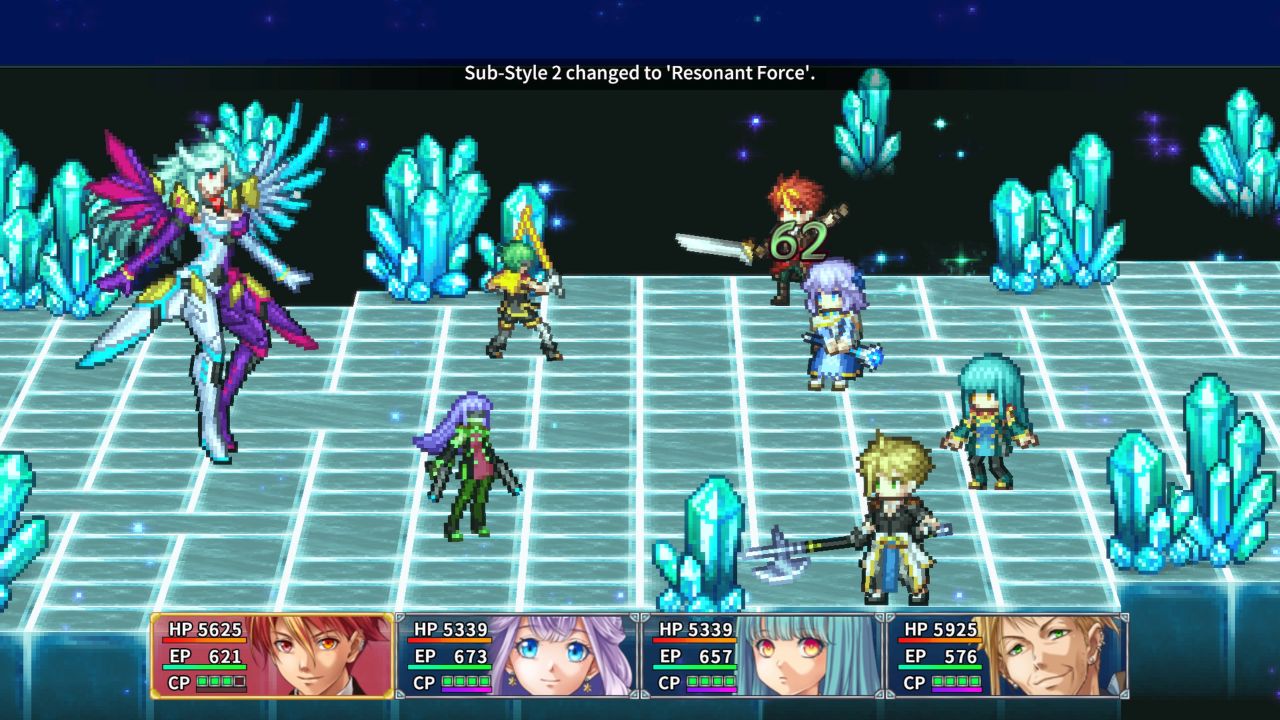 Sub-Style 2 changed to 'Resonant Force'.
62
HP 5625
EP 621
CP
HP 5339
EP 673
CP
HP 5339
EP 657
CP
HP 5925
EP 576
CP